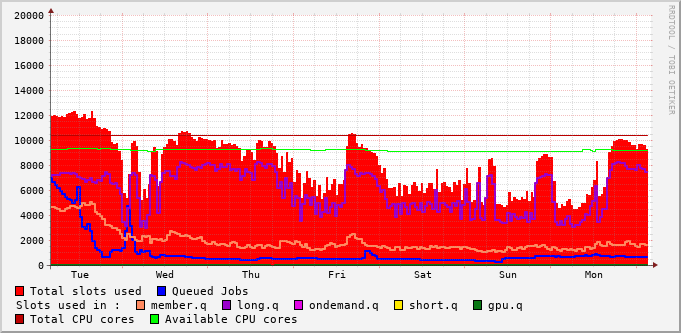 RRDTOOL / TOBI OETIKER
20000
18000
16000
14000
12000
10000
8000
6000
4000
2000
0
Tue Wed Thu Fri Sat Sun Mon
Total slots used Queued Jobs
Slots used in : member.q long.q ondemand.q short.q gpu.q
Total CPU cores Available CPU cores